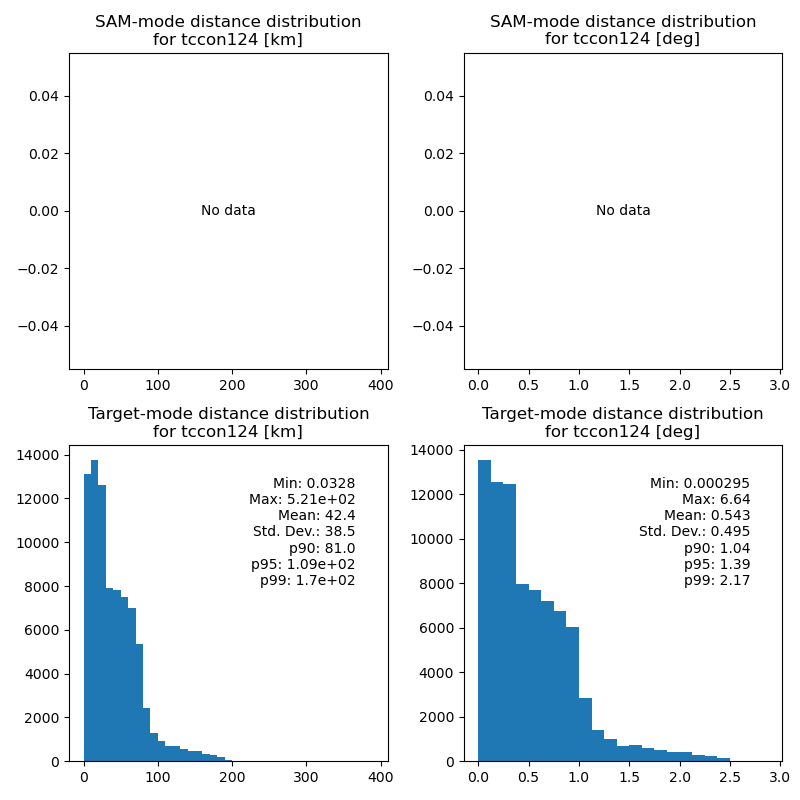 SAM-mode distance distribution
for tccon124 [km]
0.04
0.02
0.00
−0.02
−0.04
No data
0
100
200
300
400
SAM-mode distance distribution
for tccon124 [deg]
0.04
0.02
0.00
−0.02
−0.04
No data
0.0
0.5
1.0
1.5
2.0
2.5
3.0
Target-mode distance distribution
for tccon124 [km]
14000
12000
10000
8000
6000
4000
2000
0
Min: 0.0328
Max: 5.21e+02
Mean: 42.4
Std. Dev.: 38.5
p90: 81.0
p95: 1.09e+02
p99: 1.7e+02
0
100
200
300
400
Target-mode distance distribution
for tccon124 [deg]
14000
12000
10000
8000
6000
4000
2000
0
Min: 0.000295
Max: 6.64
Mean: 0.543
Std. Dev.: 0.495
p90: 1.04
p95: 1.39
p99: 2.17
0.0
0.5
1.0
1.5
2.0
2.5
3.0